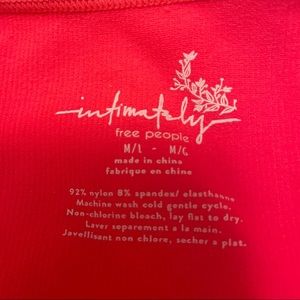 intimately
free people
M/L - M/G
made in china
fabrique en chine
92% nylon 8% spandex/ elasthanne
Machine wash cold gentle cycle.
Non-chlorine bleach, lay flat to dry.
Laver separement a la main.
Javellisant non chlore, secher a plat.